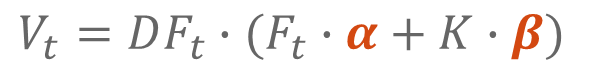 V_t = DF_t · (F_t · α + K · β)